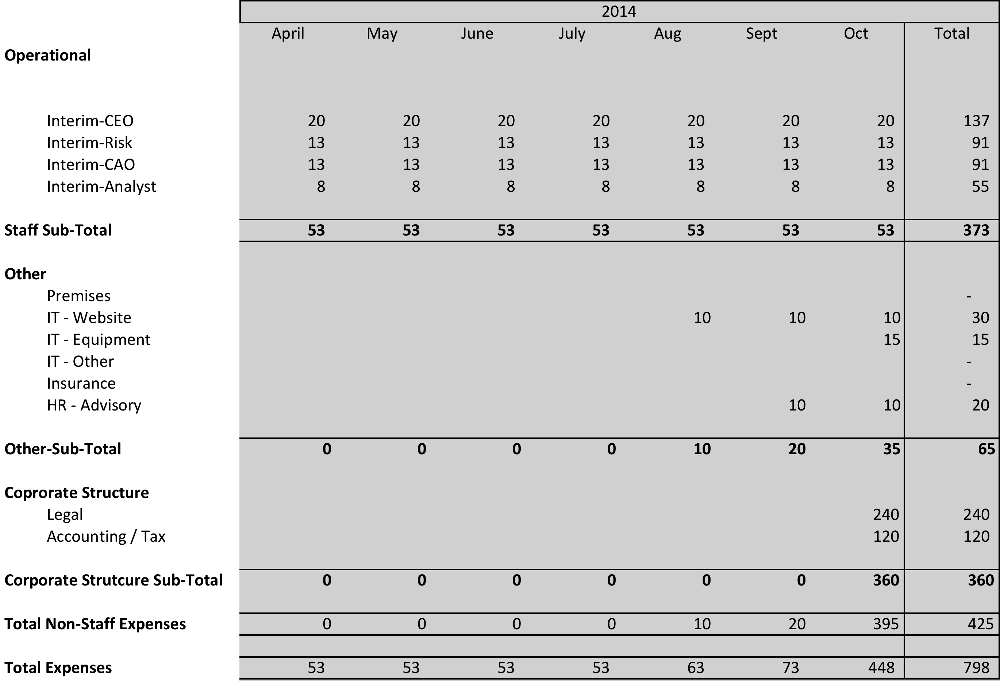 2014
April May June July Aug Sept Oct Total
Operational
Interim-CEO 20 20 20 20 20 20 20 137
Interim-Risk 13 13 13 13 13 13 13 91
Interim-CAO 13 13 13 13 13 13 13 91
Interim-Analyst 8 8 8 8 8 8 8 55
Staff Sub-Total 53 53 53 53 53 53 53 373
Other
Premises -
IT - Website 10 10 10 30
IT - Equipment 15 15
IT - Other -
Insurance -
HR - Advisory 10 10 20
Other-Sub-Total 0 0 0 0 10 20 35 65
Coprorate Structure
Legal 240 240
Accounting / Tax 120 120
Corporate Strutcure Sub-Total 0 0 0 0 0 0 360 360
Total Non-Staff Expenses 0 0 0 0 10 20 395 425
Total Expenses 53 53 53 53 63 73 448 798